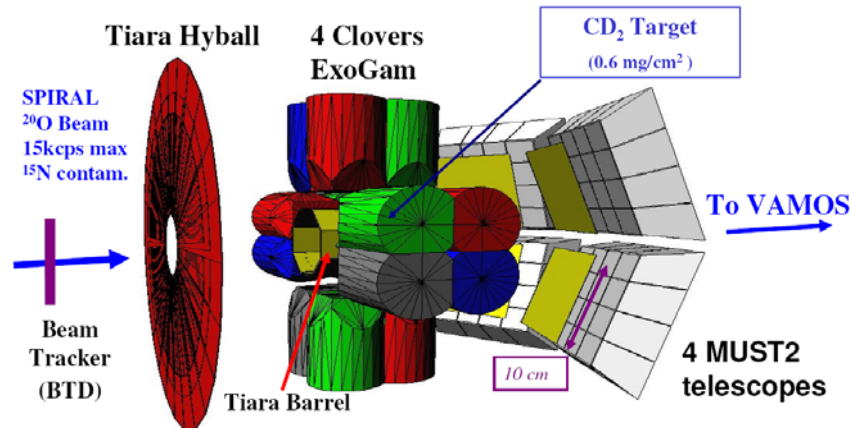 Tiara Hyball
4 Clovers
ExoGam
CD₂ Target
(0.6 mg/cm²)
SPIRAL
²⁰O Beam
15kcps max
¹⁵N contam.
To VAMOS
Beam
Tracker
(BTD)
Tiara Barrel
10 cm
4 MUST2
telescopes